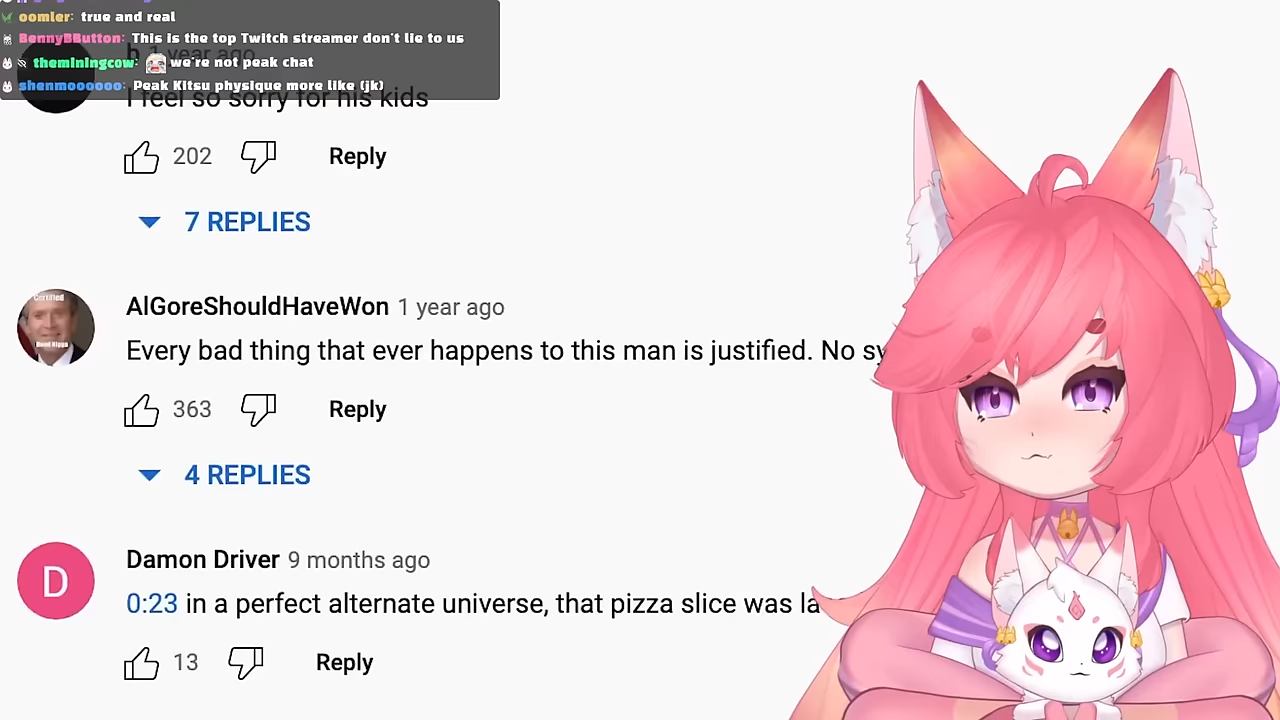 oomler: true and real
BennyBButton: This is the top Twitch streamer don't lie to us
theminingcow: we're not peak chat
shenmoooooo: Peak Kitsu physique more like (jk)
h 1 year ago
I feel so sorry for his kids
202 Reply
7 REPLIES
AlGoreShouldHaveWon 1 year ago
Certified
Every bad thing that ever happens to this man is justified. No sy
363 Reply
4 REPLIES
D
Damon Driver 9 months ago
0:23 in a perfect alternate universe, that pizza slice was la
13 Reply